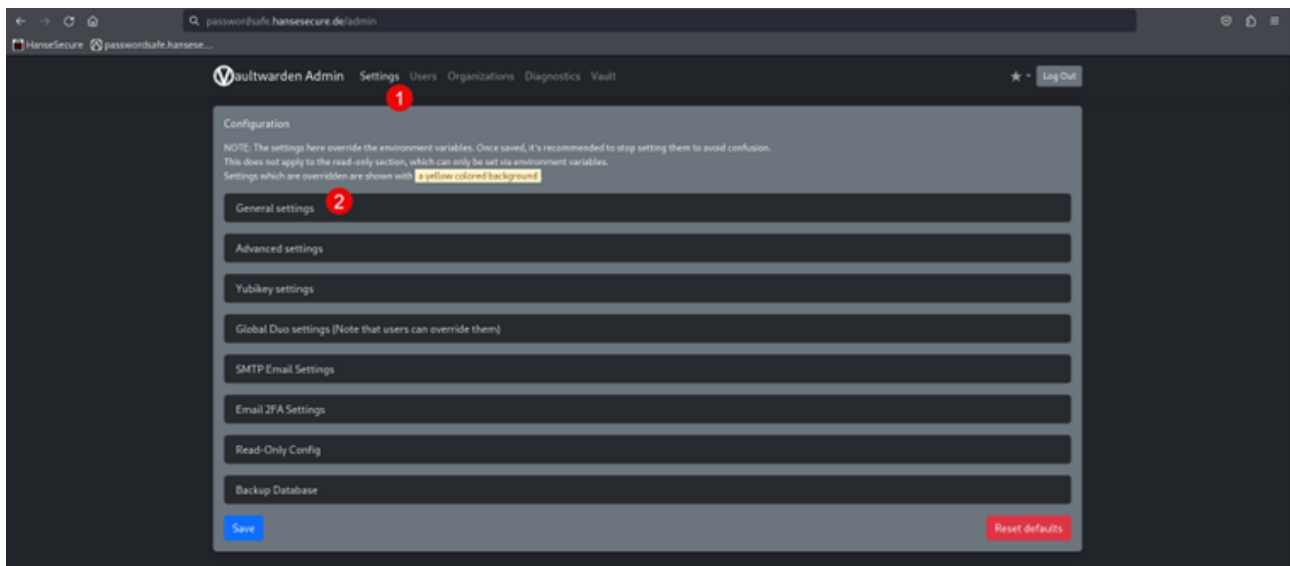 passwordsafe.hansesecure.de/admin
HanseSecure passwordsafe.hansese...
Vaultwarden Admin Settings Users Organizations Diagnostics Vault Log Out
1
Configuration
NOTE: The settings here override the environment variables. Once saved, it's recommended to stop setting them to avoid confusion.
This does not apply to the read-only section, which can only be set via environment variables.
Settings which are overridden are shown with a yellow colored background
General settings 2
Advanced settings
Yubikey settings
Global Duo settings (Note that users can override them)
SMTP Email Settings
Email 2FA Settings
Read-Only Config
Backup Database
Save Reset defaults